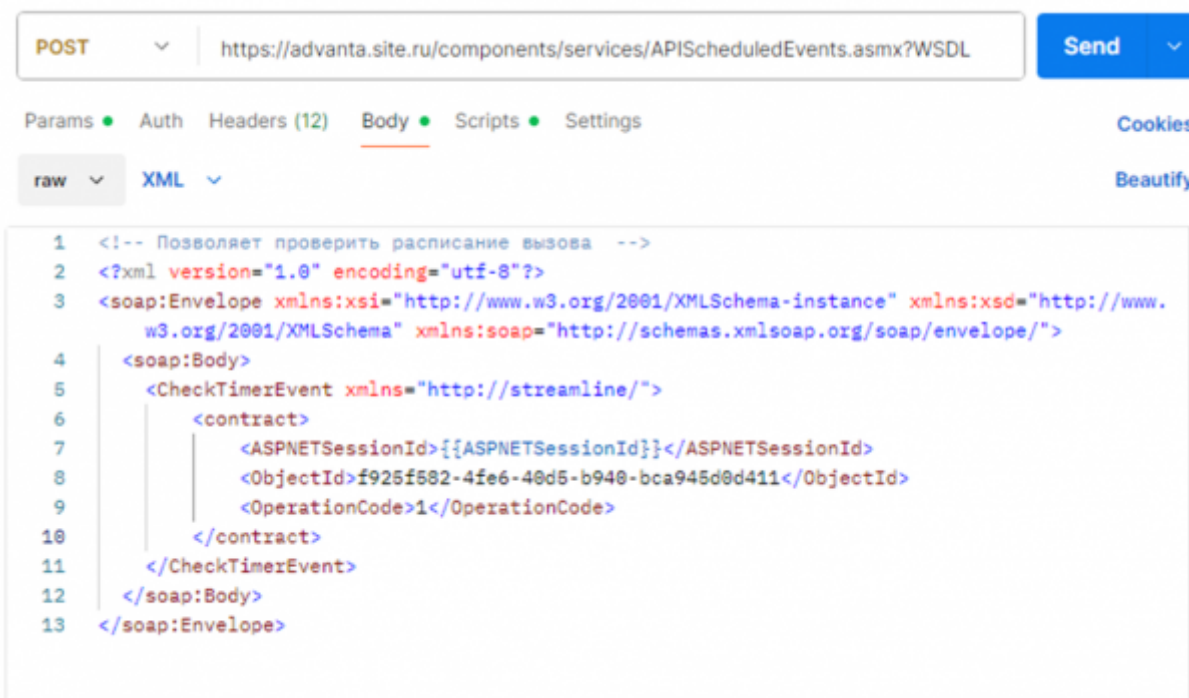 POST https://advanta.site.ru/components/services/APIScheduledEvents.asmx?WSDL Send
Params Auth Headers (12) Body Scripts Settings Cookies
raw XML Beautify
1 <!-- Позволяет проверить расписание вызова -->
2 <?xml version="1.0" encoding="utf-8"?>
3 <soap:Envelope xmlns:xsi="http://www.w3.org/2001/XMLSchema-instance" xmlns:xsd="http://www.
w3.org/2001/XMLSchema" xmlns:soap="http://schemas.xmlsoap.org/soap/envelope/">
4 <soap:Body>
5 <CheckTimerEvent xmlns="http://streamline/">
6 <contract>
7 <ASPNETSessionId>{{ASPNETSessionId}}</ASPNETSessionId>
8 <ObjectId>f925f582-4fe6-40d5-b940-bca945d0d411</ObjectId>
9 <OperationCode>1</OperationCode>
10 </contract>
11 </CheckTimerEvent>
12 </soap:Body>
13 </soap:Envelope>